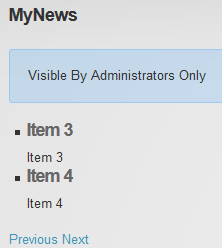 MyNews
Visible By Administrators Only
Item 3
Item 3
Item 4
Item 4
Previous Next